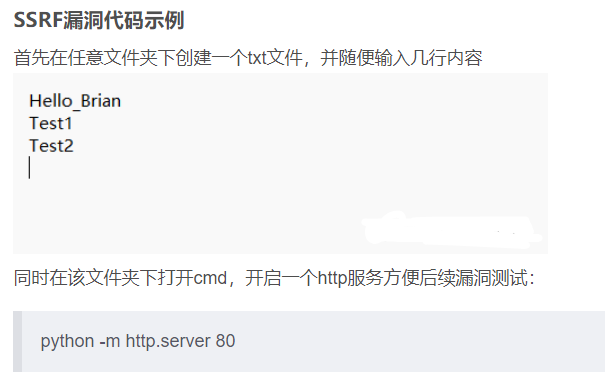 SSRF漏洞代码示例
首先在任意文件夹下创建一个txt文件，并随便输入几行内容
Hello_Brian
Test1
Test2
同时在该文件夹下打开cmd，开启一个http服务方便后续漏洞测试：
python -m http.server 80